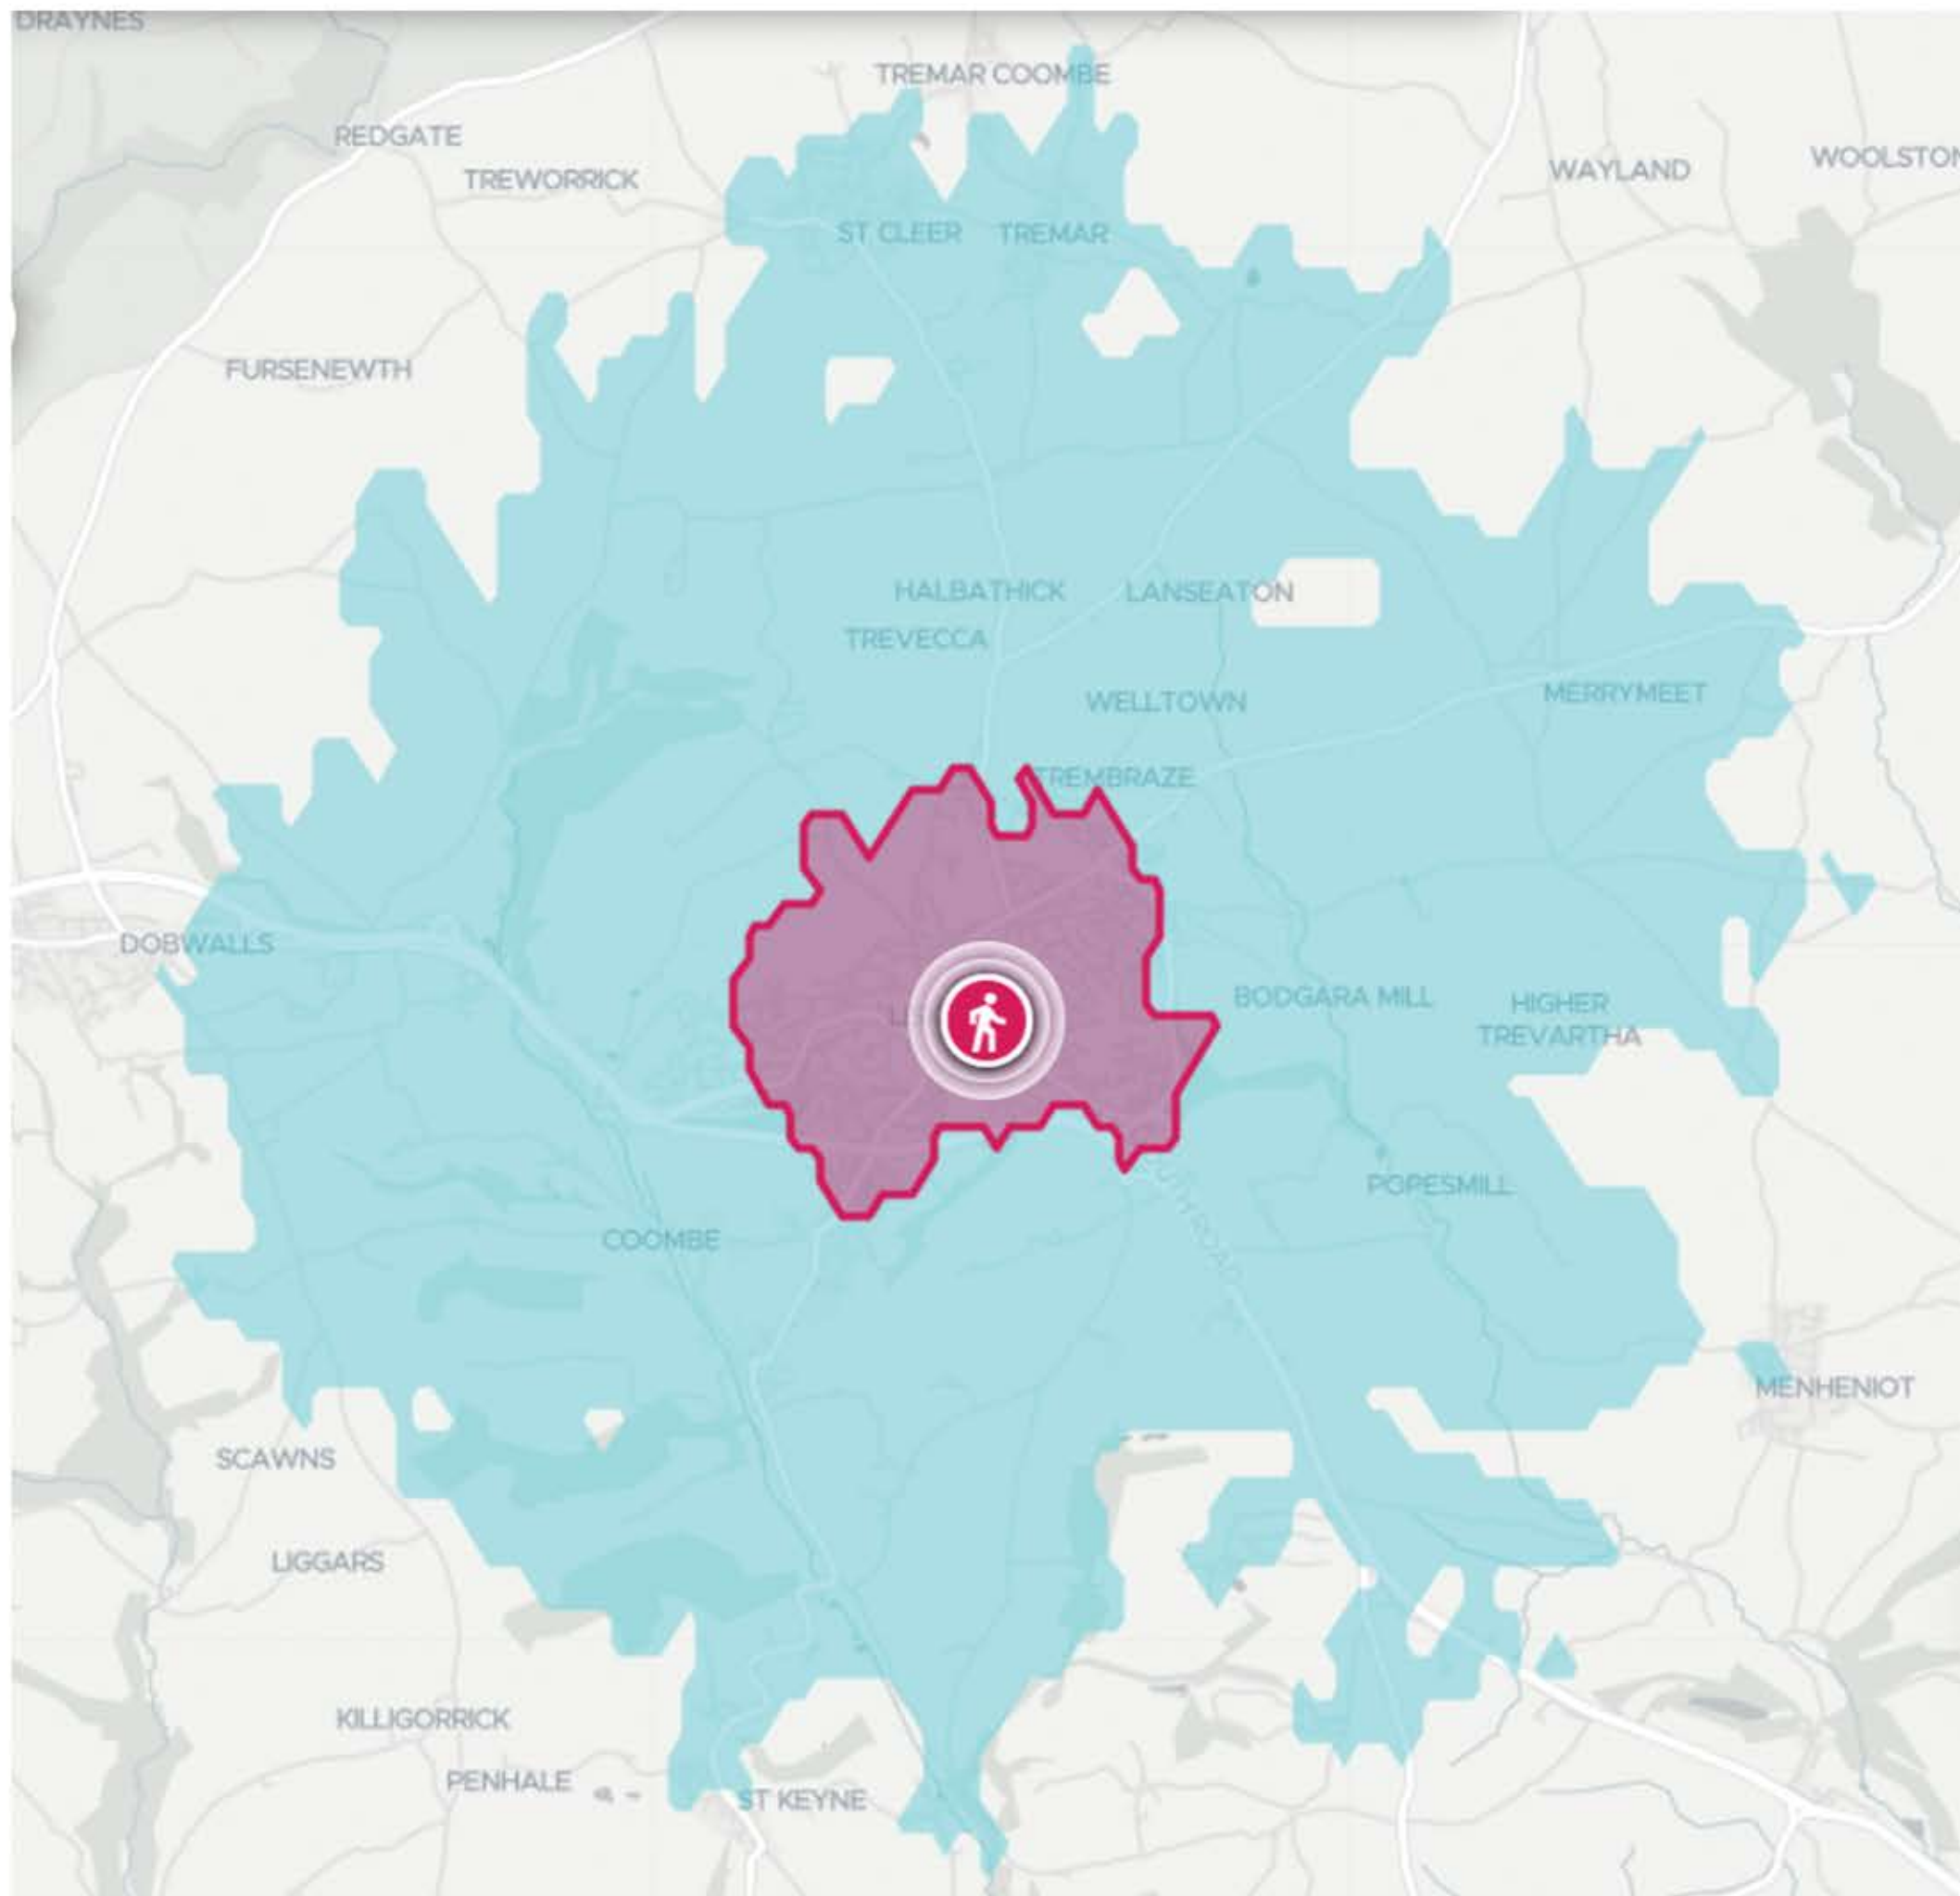 DRAYNES
TREMAR COOMBE
REDGATE
TREWORRICK
WAYLAND
WOOLSTON
ST CLEER
TREMAR
FURSENEWTH
HALBATHICK
LANSEATON
TREVECCA
WELLTOWN
MERRYMEET
TREMBRAZE
DOBWALLS
BODGARA MILL
HIGHER
TREVARTHA
POPESMILL
COOMBE
MENHENIOT
SCAWNS
LIGGARS
KILLIGORRICK
PENHALE
ST KEYNE